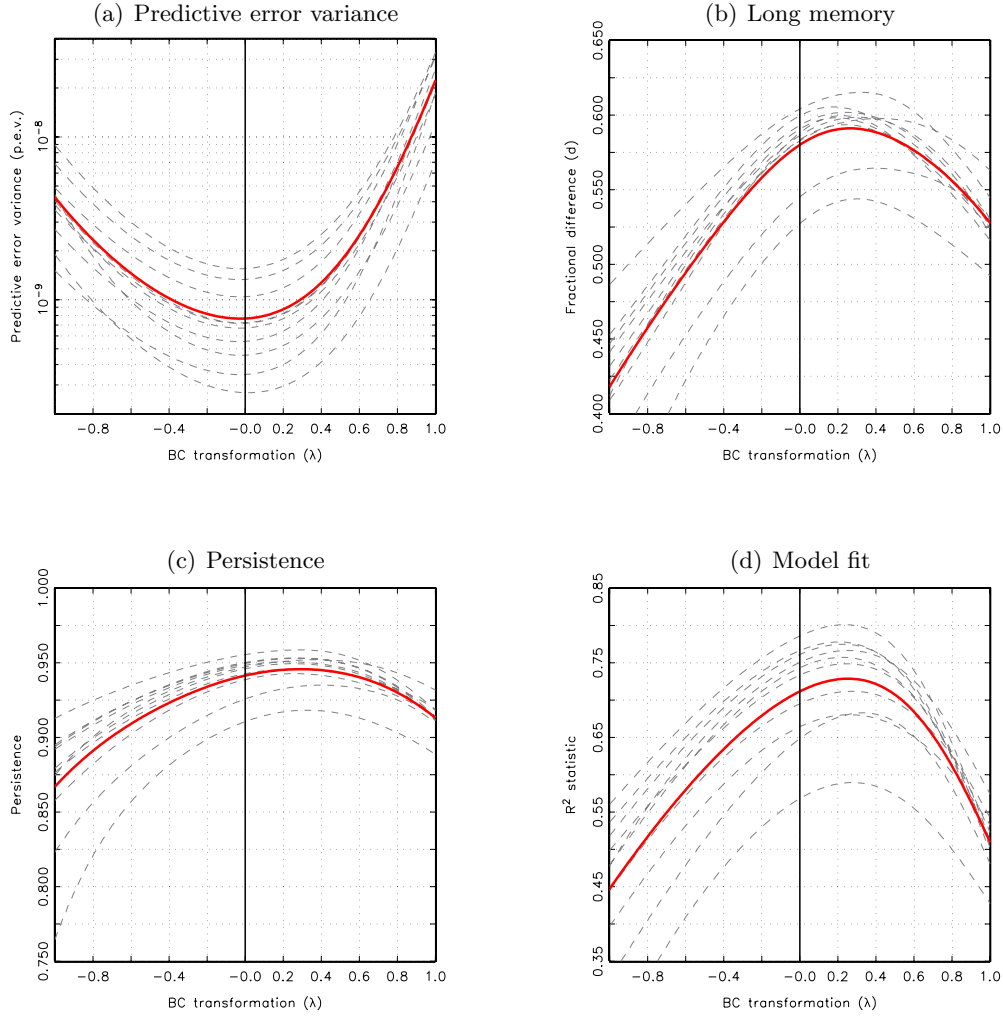 (a) Predictive error variance
Predictive error variance (p.e.v.)
10⁻⁸
10⁻⁹
−0.8 −0.4 −0.0 0.2 0.4 0.6 0.8 1.0
BC transformation (λ)
(b) Long memory
Fractional difference (d)
0.650
0.600
0.550
0.500
0.450
0.400
−0.8 −0.4 −0.0 0.2 0.4 0.6 0.8 1.0
BC transformation (λ)
(c) Persistence
Persistence
1.000
0.950
0.900
0.850
0.800
0.750
−0.8 −0.4 −0.0 0.2 0.4 0.6 0.8 1.0
BC transformation (λ)
(d) Model fit
R² statistic
0.85
0.75
0.65
0.55
0.45
0.35
−0.8 −0.4 −0.0 0.2 0.4 0.6 0.8 1.0
BC transformation (λ)